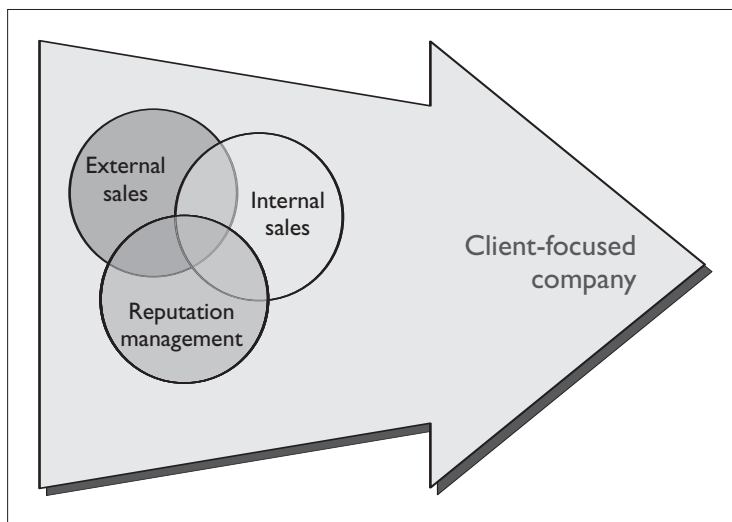 External
sales
Internal
sales
Client-focused
company
Reputation
management